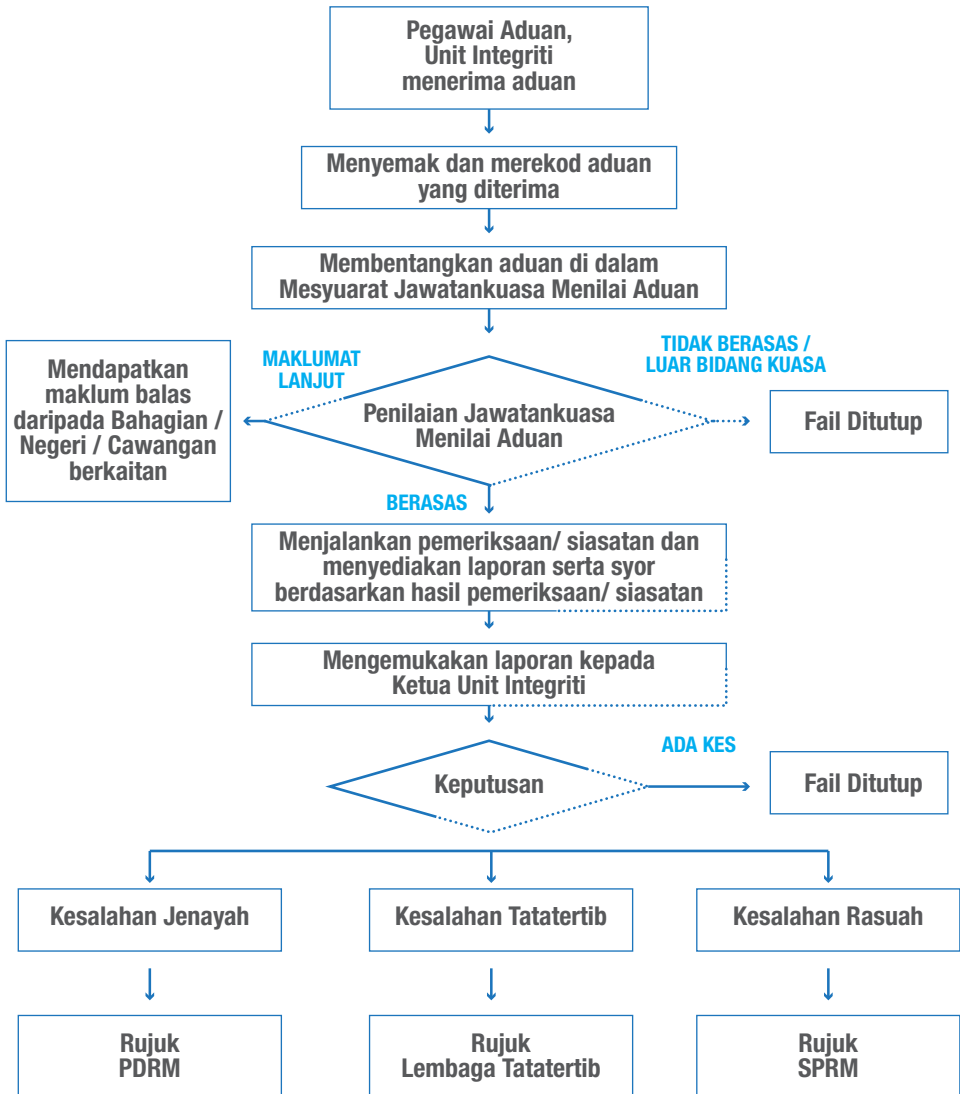 Pegawai Aduan,
Unit Integriti
menerima aduan
Menyemak dan merekod aduan
yang diterima
Membentangkan aduan di dalam
Mesyuarat Jawatankuasa Menilai Aduan
Mendapatkan
maklum balas
daripada Bahagian /
Negeri / Cawangan
berkaitan
MAKLUMAT
LANJUT
Penilaian Jawatankuasa
Menilai Aduan
TIDAK BERASAS /
LUAR BIDANG KUASA
Fail Ditutup
BERASAS
Menjalankan pemeriksaan/ siasatan dan
menyediakan laporan serta syor
berdasarkan hasil pemeriksaan/ siasatan
Mengemukakan laporan kepada
Ketua Unit Integriti
Keputusan
ADA KES
Fail Ditutup
Kesalahan Jenayah
Kesalahan Tatatertib
Kesalahan Rasuah
Rujuk
PDRM
Rujuk
Lembaga Tatatertib
Rujuk
SPRM